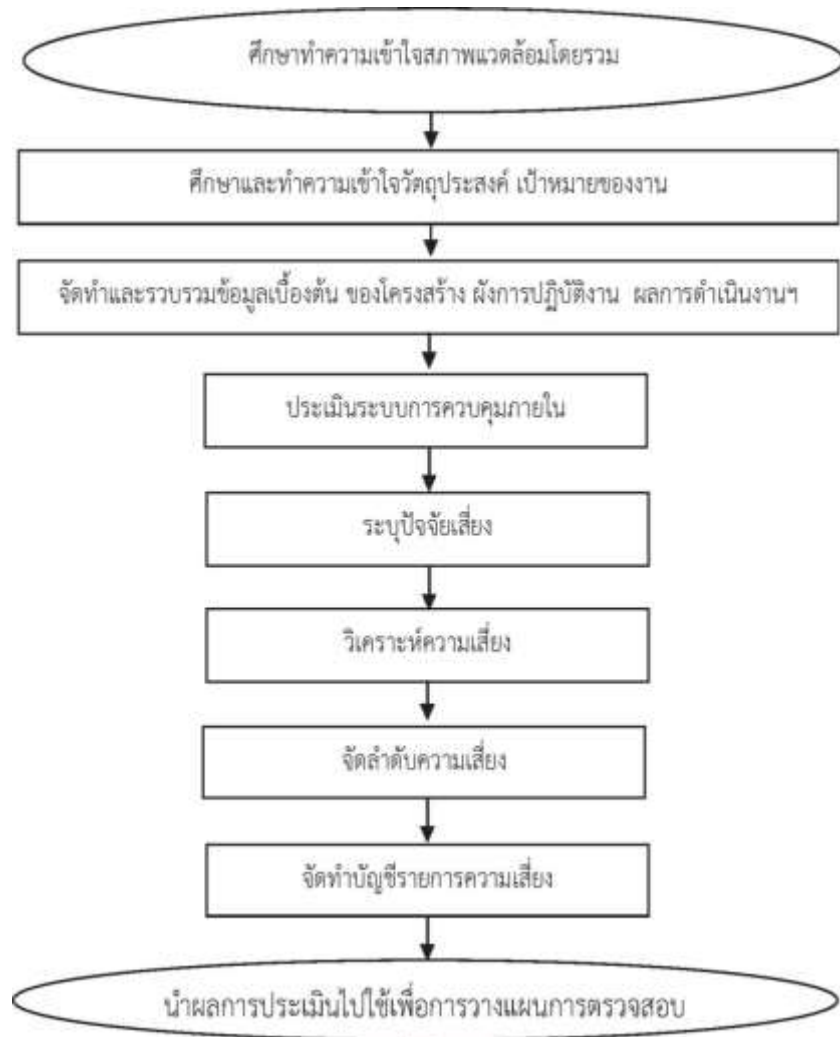 ศึกษาทำความเข้าใจสภาพแวดล้อมโดยรวม
ศึกษาและทำความเข้าใจวัตถุประสงค์ เป้าหมายของงาน
จัดทำและรวบรวมข้อมูลเบื้องต้น ของโครงสร้าง ผังการปฏิบัติงาน ผลการดำเนินงานฯ
ประเมินระบบการควบคุมภายใน
ระบุปัจจัยเสี่ยง
วิเคราะห์ความเสี่ยง
จัดลำดับความเสี่ยง
จัดทำบัญชีรายการความเสี่ยง
นำผลการประเมินไปใช้เพื่อการวางแผนการตรวจสอบ